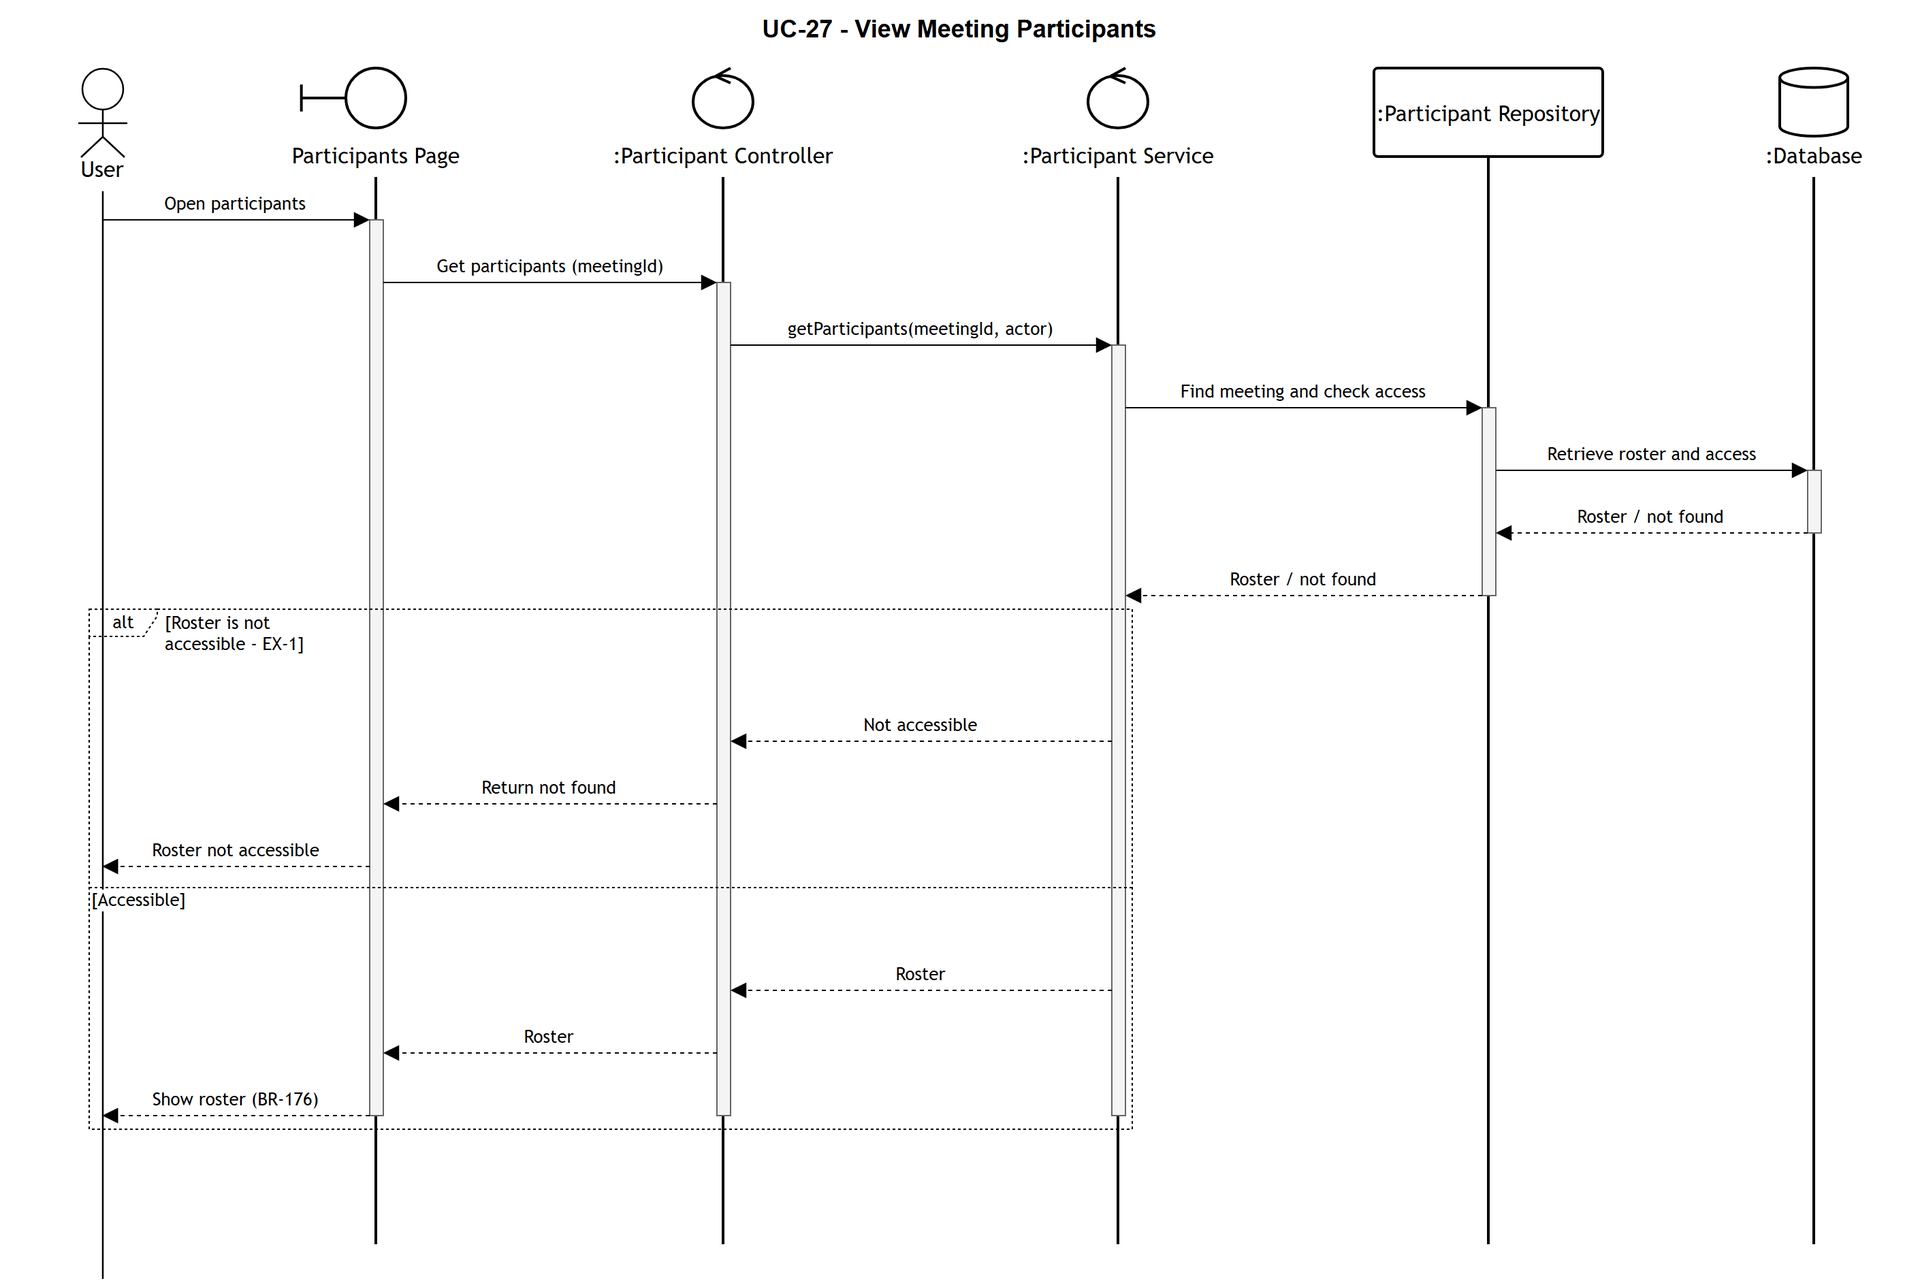 UC-27 - View Meeting Participants
User
Participants Page
:Participant Controller
:Participant Service
:Participant Repository
:Database
Open participants
Get participants (meetingId)
getParticipants(meetingId, actor)
Find meeting and check access
Retrieve roster and access
Roster / not found
Roster / not found
alt
[Roster is not
accessible - EX-1]
Not accessible
Return not found
Roster not accessible
[Accessible]
Roster
Roster
Show roster (BR-176)